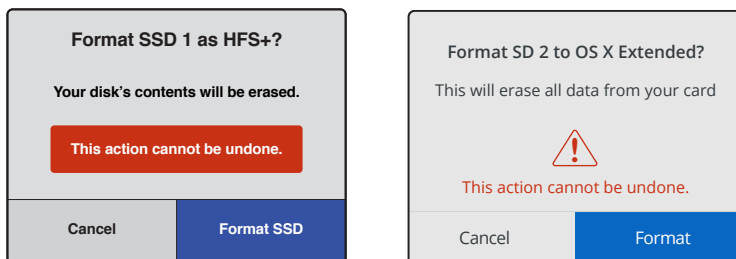 Format SSD 1 as HFS+?
Your disk's contents will be erased.
This action cannot be undone.
Cancel
Format SSD
Format SD 2 to OS X Extended?
This will erase all data from your card
This action cannot be undone.
Cancel
Format